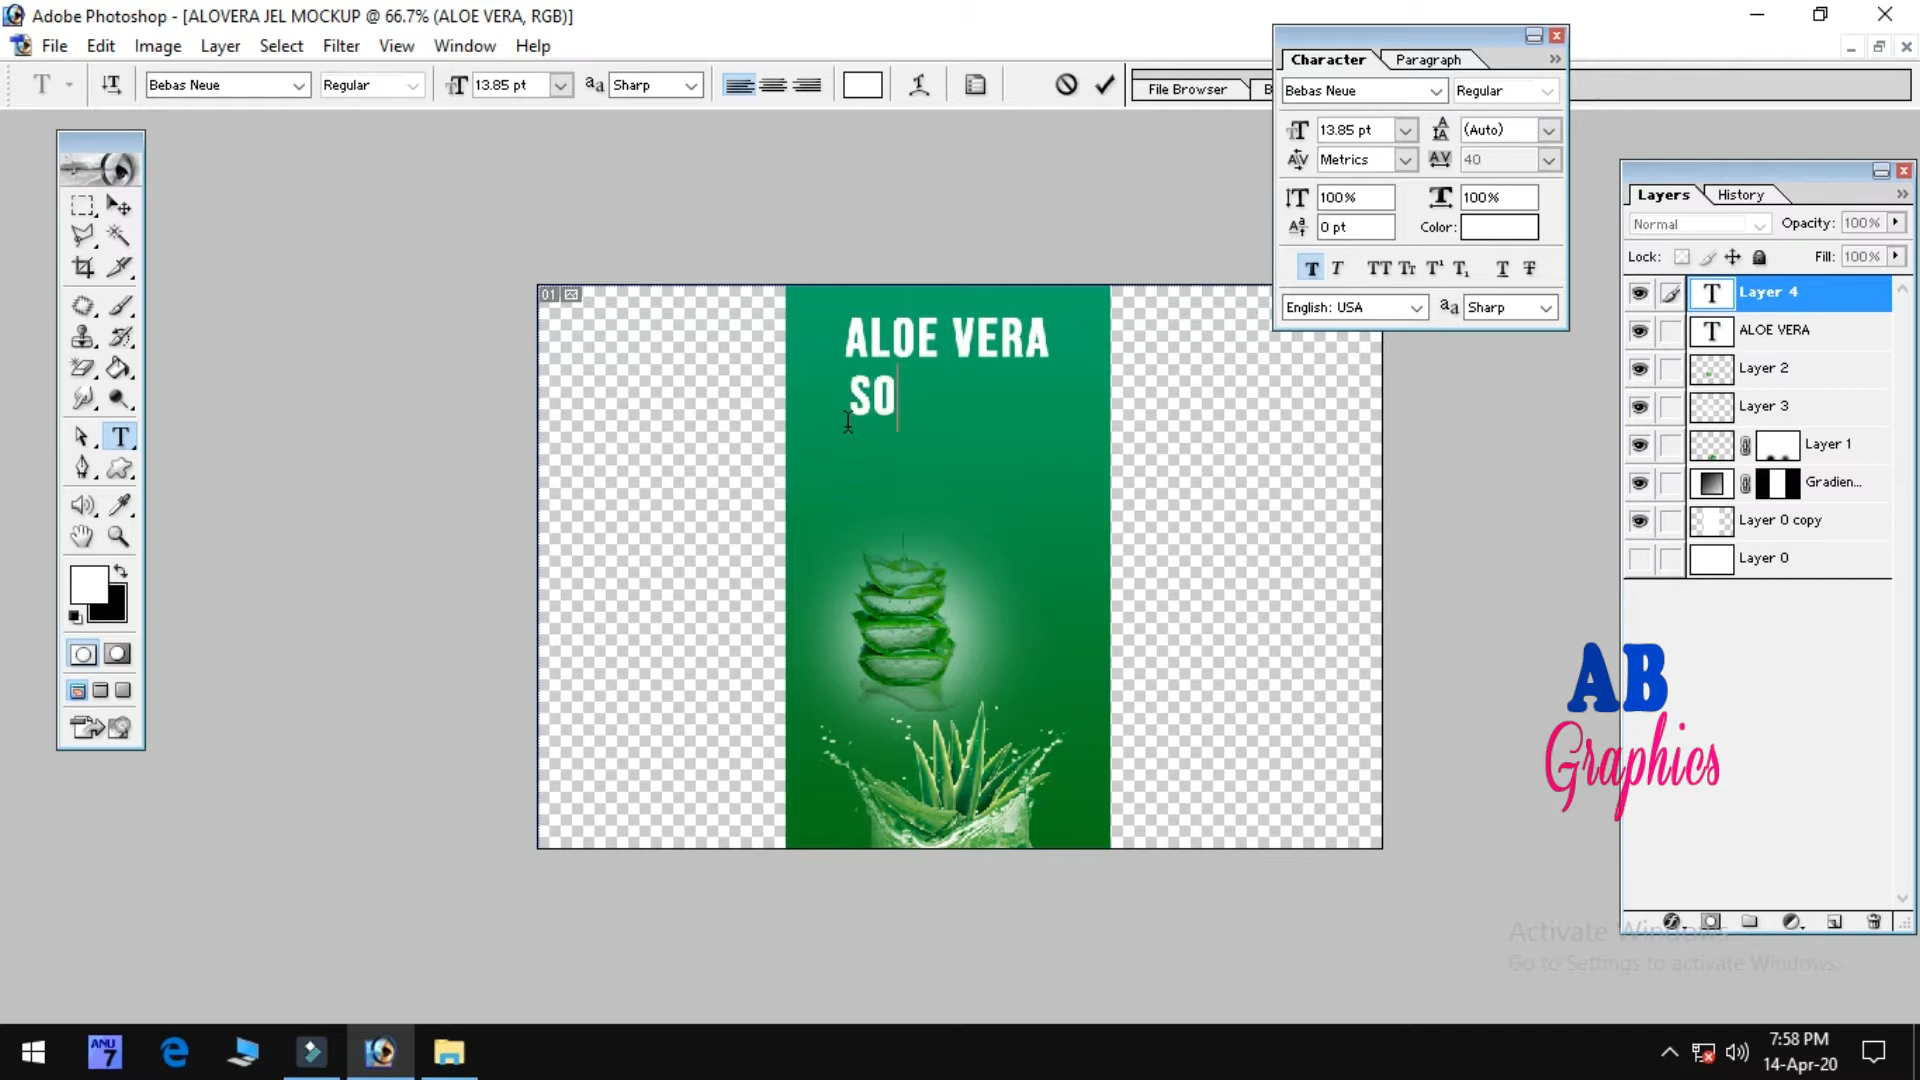 Adobe Photoshop - [ALOVERA JEL MOCKUP @ 66.7% (ALOE VERA, RGB)]
File Edit Image Layer Select Filter View Window Help
Bebas Neue Regular 13.85 pt Sharp File Browser B
Character Paragraph
Bebas Neue Regular
13.85 pt (Auto)
Metrics 40
100% 100%
0 pt Color:
English: USA Sharp
Layers History
Normal Opacity: 100%
Lock: Fill: 100%
Layer 4
ALOE VERA
Layer 2
Layer 3
Layer 1
Gradien...
Layer 0 copy
Layer 0
01
ALOE VERA
SO
AB
Graphics
Activate Windows
Go to Settings to activate Windows.
ANU
7
7:58 PM
14-Apr-20